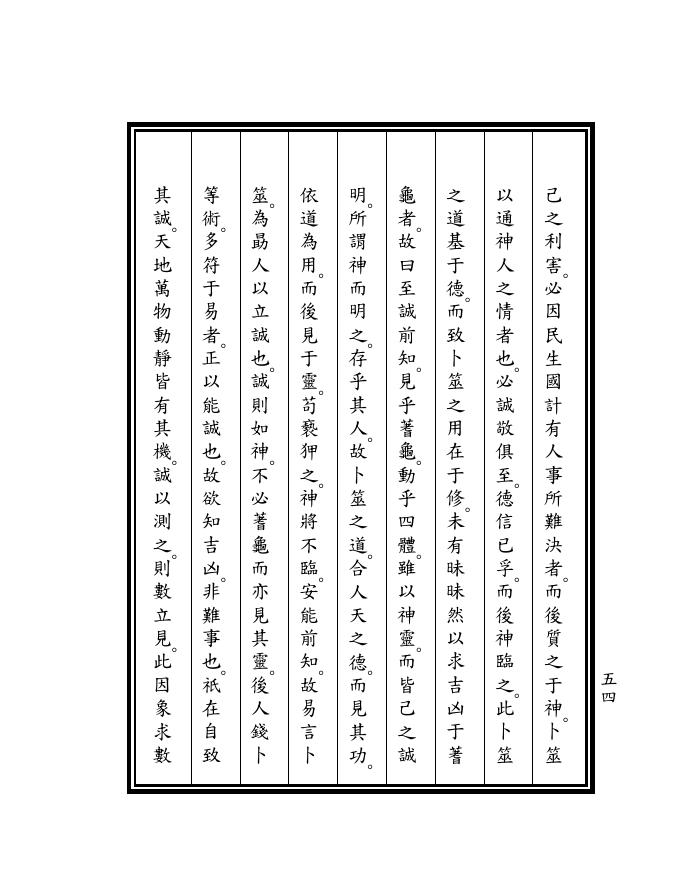 己之利害。必因民生國計有人事所難決者。而後質之于神。卜筮
以通神人之情者也。必誠敬俱至。德信已孚。而後神臨之。此卜筮
之道基于德。而致卜筮之用在于修。未有昧昧然以求吉凶于蓍
龜者。故曰至誠前知。見乎蓍龜。動乎四體。雖以神靈。而皆己之誠
明。所謂神而明之。存乎其人。故卜筮之道。合人天之德。而見其功。
依道為用。而後見于靈。苟褻狎之。神將不臨。安能前知。故易言卜
筮。為勗人以立誠也。誠則如神。不必蓍龜而亦見其靈。後人錢卜
等術。多符于易者。正以能誠也。故欲知吉凶。非難事也。祇在自致
其誠。天地萬物動靜皆有其機。誠以測之。則數立見。此因象求數
五四